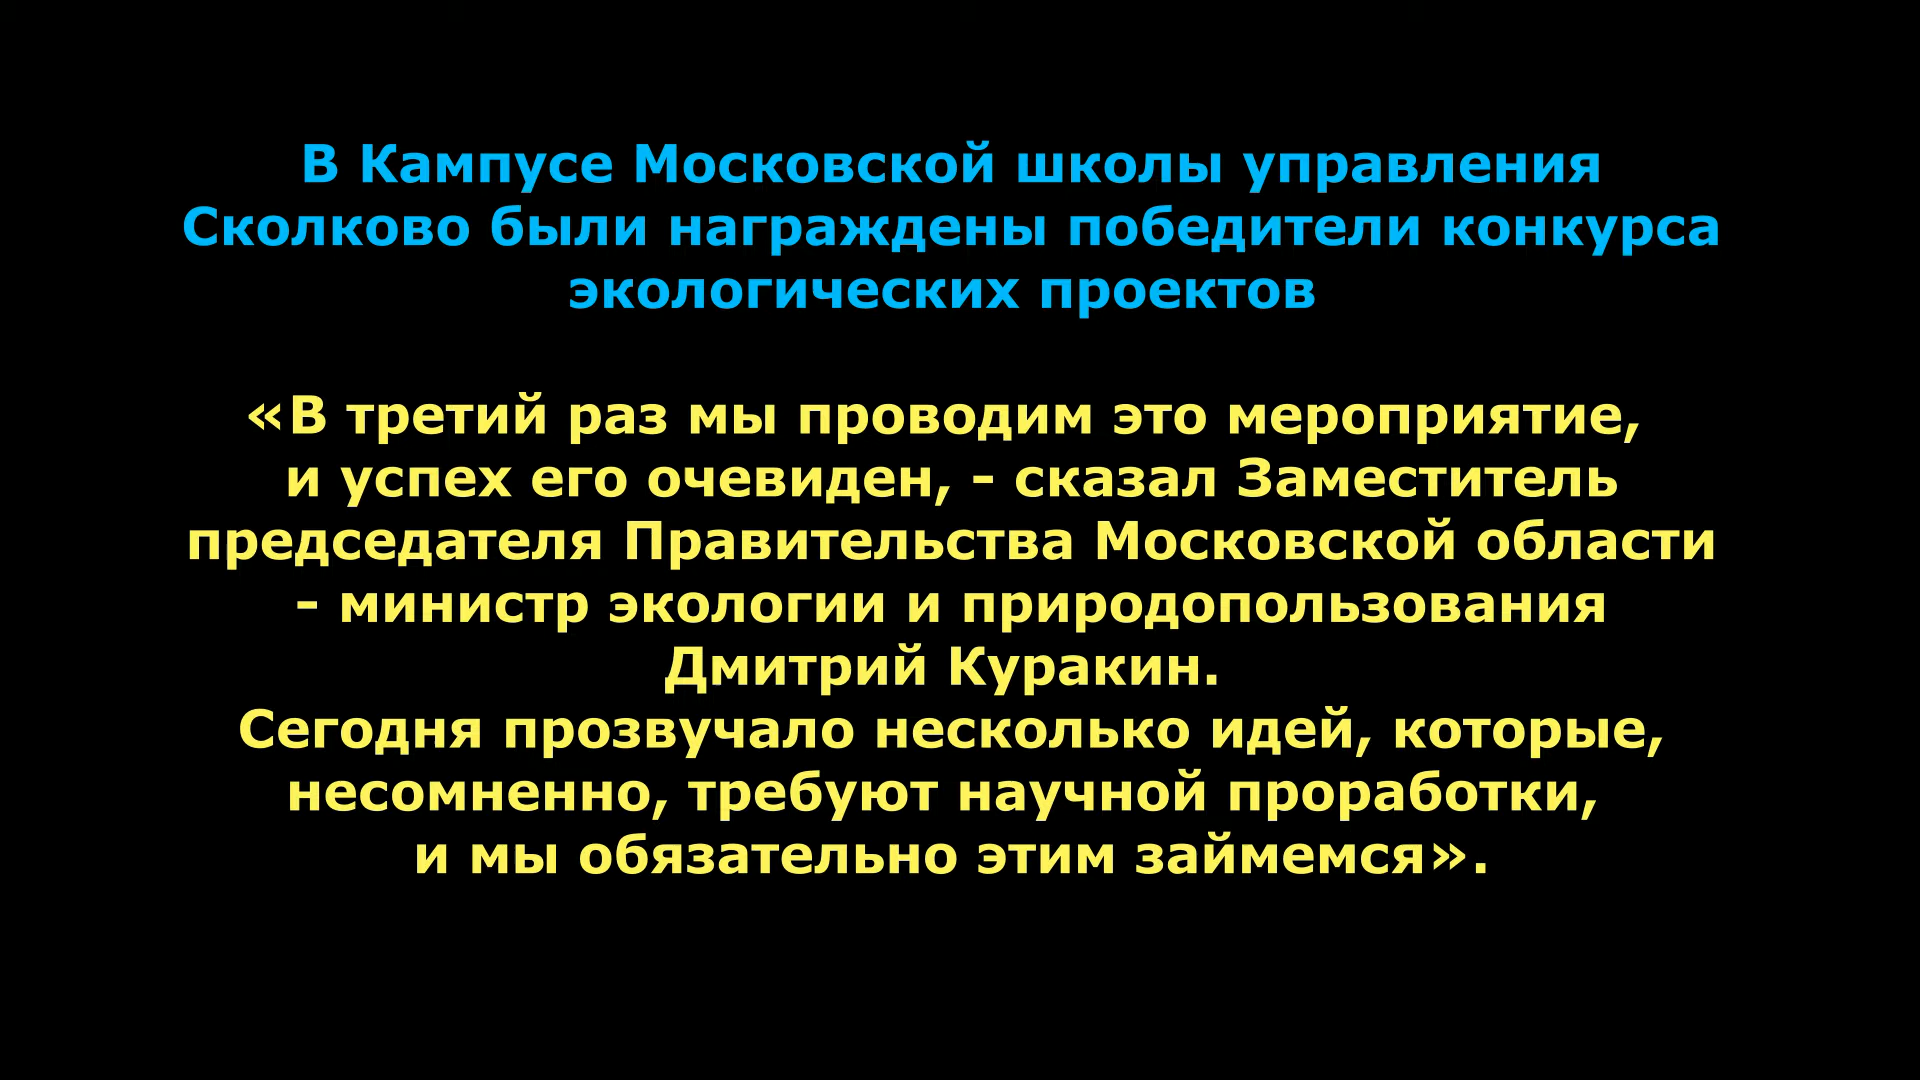 В Кампусе Московской школы управления
Сколково были награждены победители конкурса
экологических проектов
«В третий раз мы проводим это мероприятие,
и успех его очевиден, - сказал Заместитель
председателя Правительства Московской области
- министр экологии и природопользования
Дмитрий Куракин.
Сегодня прозвучало несколько идей, которые,
несомненно, требуют научной проработки,
и мы обязательно этим займемся».